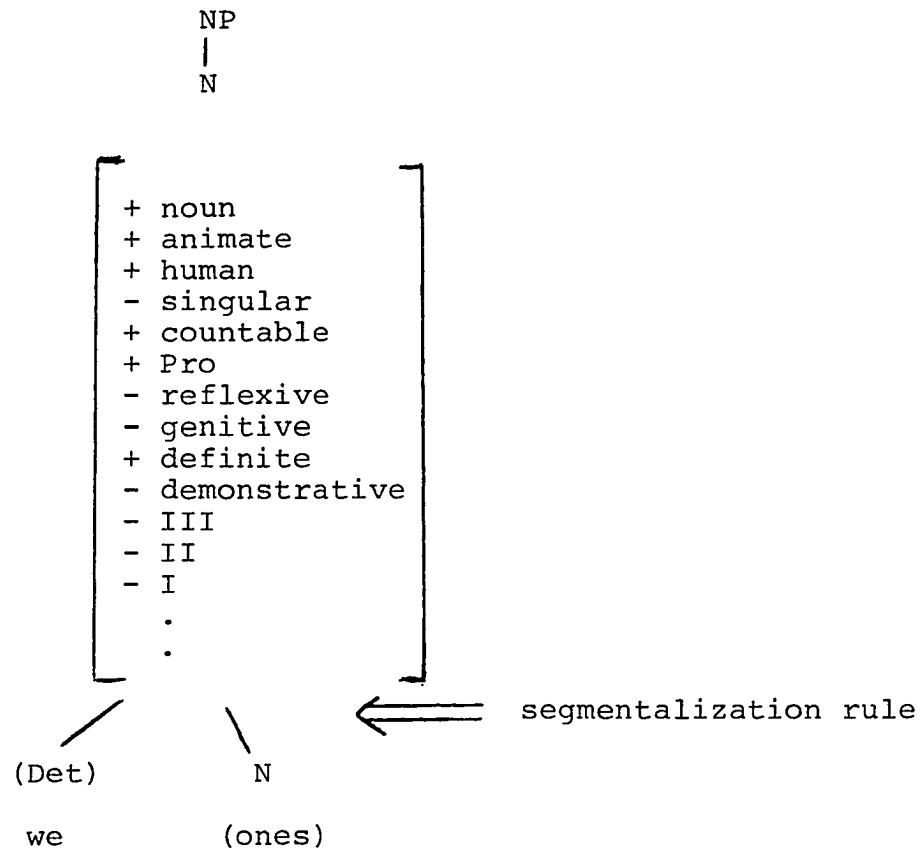 NP
N
+ noun
+ animate
+ human
- singular
+ countable
+ Pro
- reflexive
- genitive
+ definite
- demonstrative
- III
- II
- I
.
.
segmentalization rule
(Det) N
we (ones)